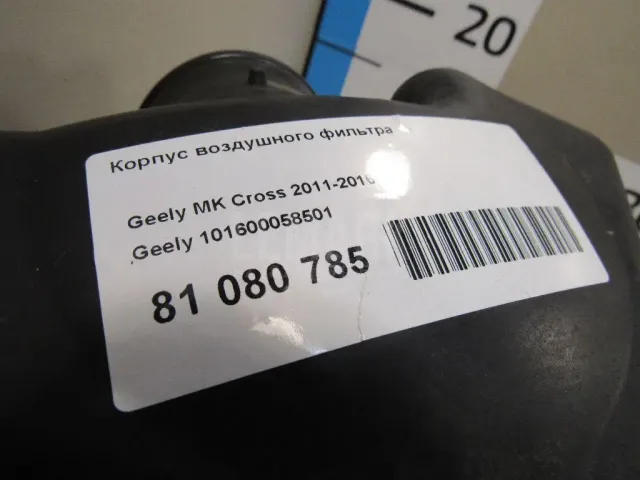 20
Корпус воздушного фильтра
Geely MK Cross 2011-2016
Geely 101600058501
81 080 785